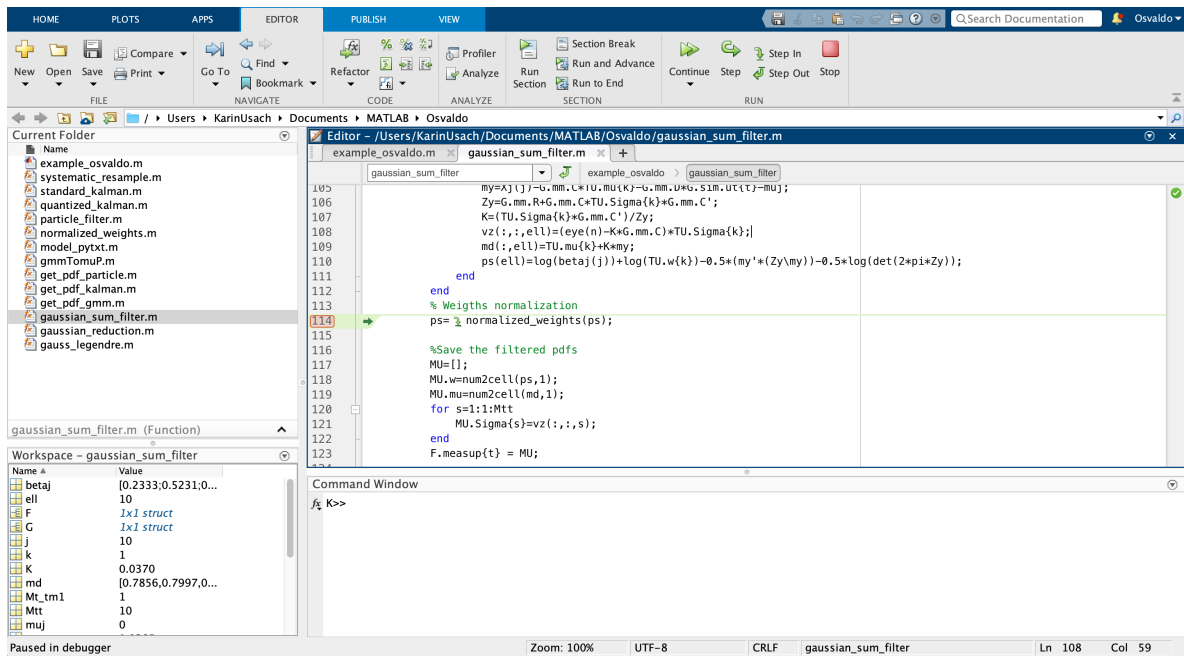 HOME PLOTS APPS EDITOR PUBLISH VIEW Search Documentation Osvaldo
New Open Save Compare Print Go To Find Bookmark Refactor Profiler Analyze Run Section Section Break Run and Advance Run to End Continue Step Step In Step Out Stop
FILE NAVIGATE CODE ANALYZE SECTION RUN
/ Users KarinUsach Documents MATLAB Osvaldo
Current Folder
Name
example_osvaldo.m
systematic_resample.m
standard_kalman.m
quantized_kalman.m
particle_filter.m
normalized_weights.m
model_pytxt.m
gmmTomuP.m
get_pdf_particle.m
get_pdf_kalman.m
get_pdf_gmm.m
gaussian_sum_filter.m
gaussian_reduction.m
gauss_legendre.m
gaussian_sum_filter.m (Function)
Workspace - gaussian_sum_filter
Name Value
betaj [0.2333;0.5231;0...
ell 10
F 1x1 struct
G 1x1 struct
j 10
k 1
K 0.0370
md [0.7856,0.7997,0...
Mt_tm1 1
Mtt 10
muj 0
Editor - /Users/KarinUsach/Documents/MATLAB/Osvaldo/gaussian_sum_filter.m
example_osvaldo.m gaussian_sum_filter.m +
gaussian_sum_filter example_osvaldo > gaussian_sum_filter
105 my=Xj(j)-G.mm.C*TU.mu{k}-G.mm.D*G.sim.ut{t}-muj;
106 Zy=G.mm.R+G.mm.C*TU.Sigma{k}*G.mm.C';
107 K=(TU.Sigma{k}*G.mm.C')/Zy;
108 vz(:,:,ell)=(eye(n)-K*G.mm.C)*TU.Sigma{k};
109 md(:,ell)=TU.mu{k}+K*my;
110 ps(ell)=log(betaj(j))+log(TU.w{k})-0.5*(my'*(Zy\my))-0.5*log(det(2*pi*Zy));
111 end
112 end
113 % Weigths normalization
114 ps= normalized_weights(ps);
115
116 %Save the filtered pdfs
117 MU=[];
118 MU.w=num2cell(ps,1);
119 MU.mu=num2cell(md,1);
120 for s=1:1:Mtt
121 MU.Sigma{s}=vz(:,:,s);
122 end
123 F.measup{t} = MU;
Command Window
fx K>>
Paused in debugger Zoom: 100% UTF-8 CRLF gaussian_sum_filter Ln 108 Col 59